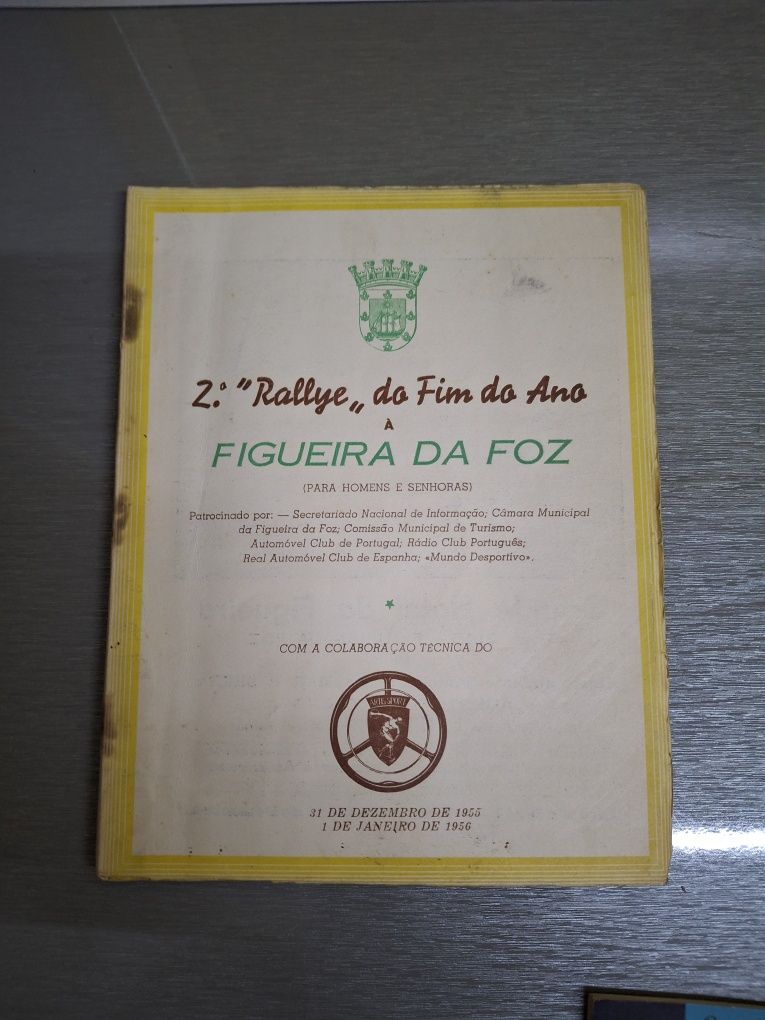 2.º "Rallye„ do Fim do Ano
À
FIGUEIRA DA FOZ
(PARA HOMENS E SENHORAS)
Patrocinado por: — Secretariado Nacional de Informação; Câmara Municipal
da Figueira da Foz; Comissão Municipal de Turismo;
Automóvel Club de Portugal; Rádio Club Português;
Real Automóvel Club de Espanha; «Mundo Desportivo».
COM A COLABORAÇÃO TÉCNICA DO
ARTE & SPORT
31 DE DEZEMBRO DE 1955
1 DE JANEIRO DE 1956